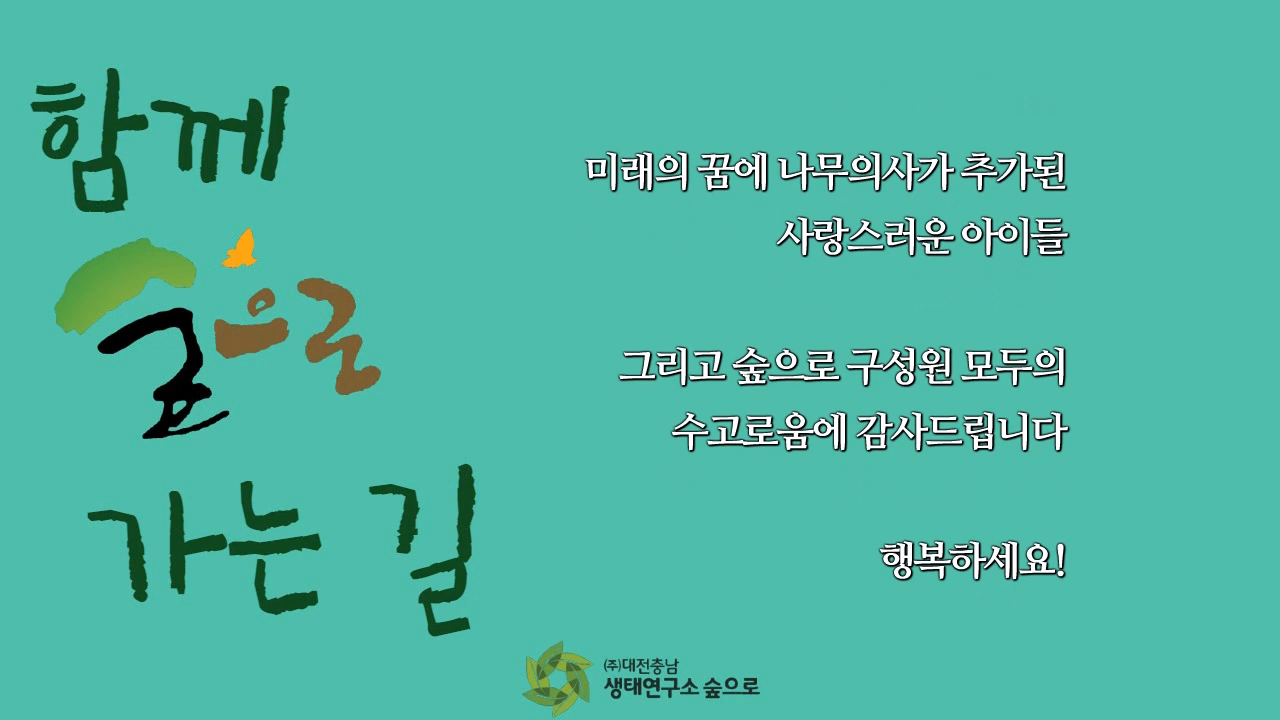 함께
숲으로
가는 길
미래의 꿈에 나무의사가 추가된
사랑스러운 아이들
그리고 숲으로 구성원 모두의
수고로움에 감사드립니다
행복하세요!
(주)대전충남
생태연구소 숲으로